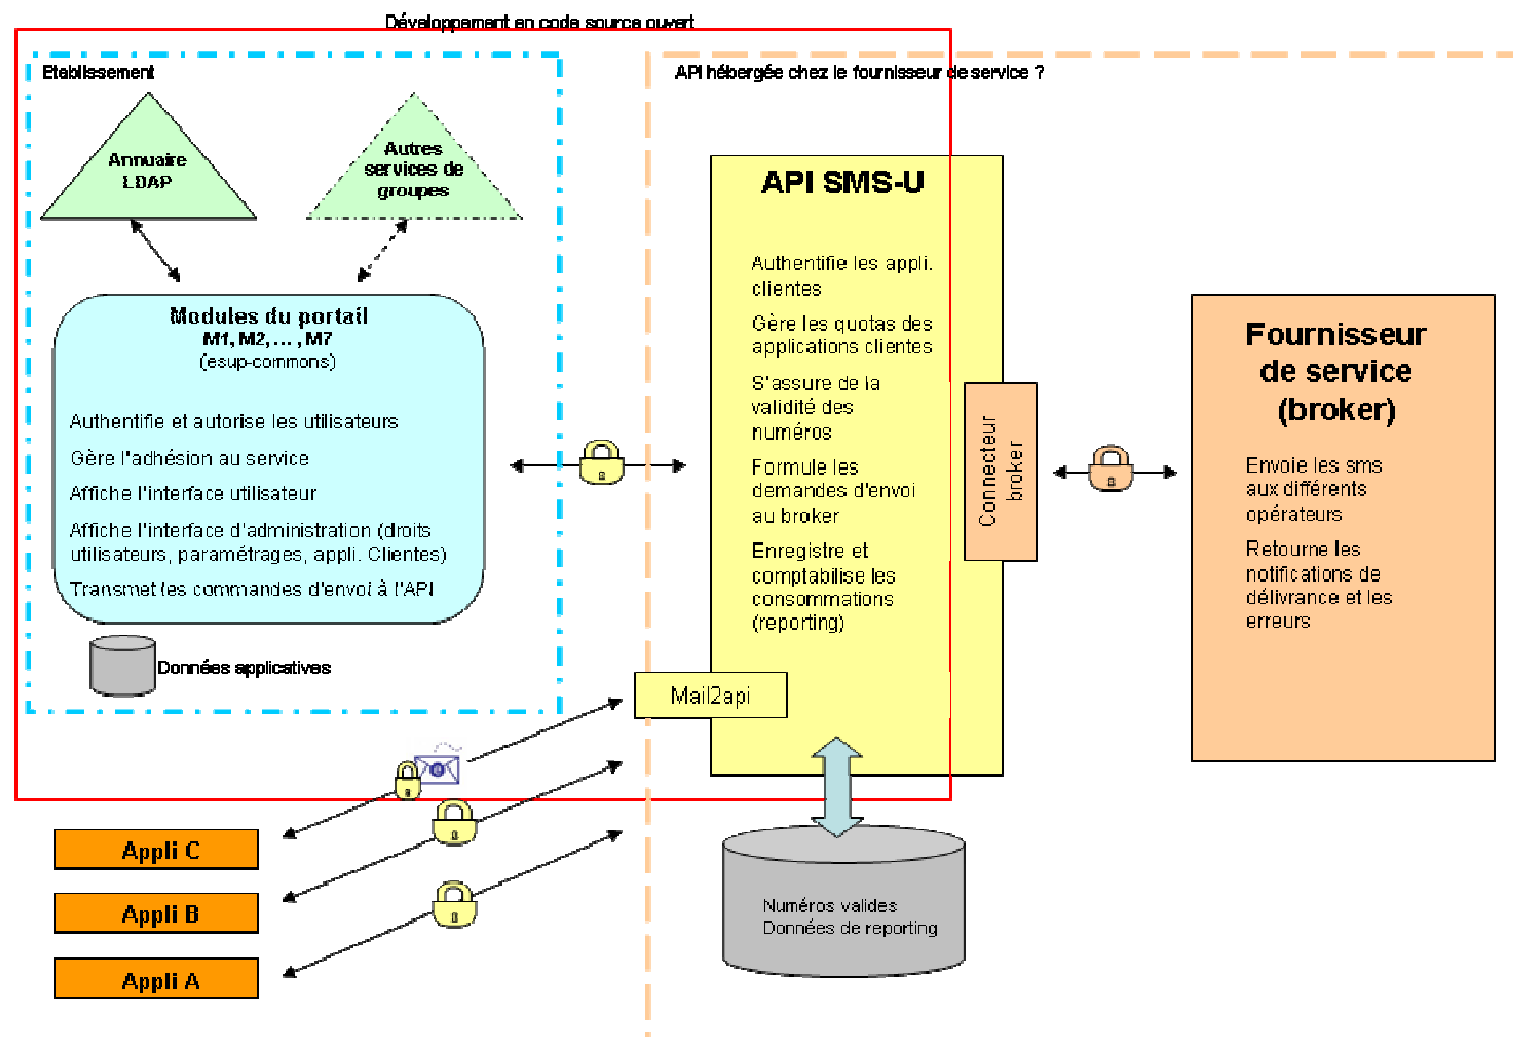 Développement en code source ouvert
Etablissement
API hébergée chez le fournisseur de service ?
Annuaire
LDAP
Autres
services de
groupes
Modules du portail
M1, M2, ... , M7
(esup-commons)
Authentifie et autorise les utilisateurs
Gère l'adhésion au service
Affiche l'interface utilisateur
Affiche l'interface d'administration (droits
utilisateurs, paramétrages, appli. Clientes)
Transmet les commandes d'envoi à l'API
Données applicatives
API SMS-U
Authentifie les appli.
clientes
Gère les quotas des
applications clientes
S'assure de la
validité des
numéros
Formule les
demandes d'envoi
au broker
Enregistre et
comptabilise les
consommations
(reporting)
Connecteur
broker
Fournisseur
de service
(broker)
Envoie les sms
aux différents
opérateurs
Retourne les
notifications de
délivrance et les
erreurs
Mail2api
Appli C
Appli B
Appli A
Numéros valides
Données de reporting